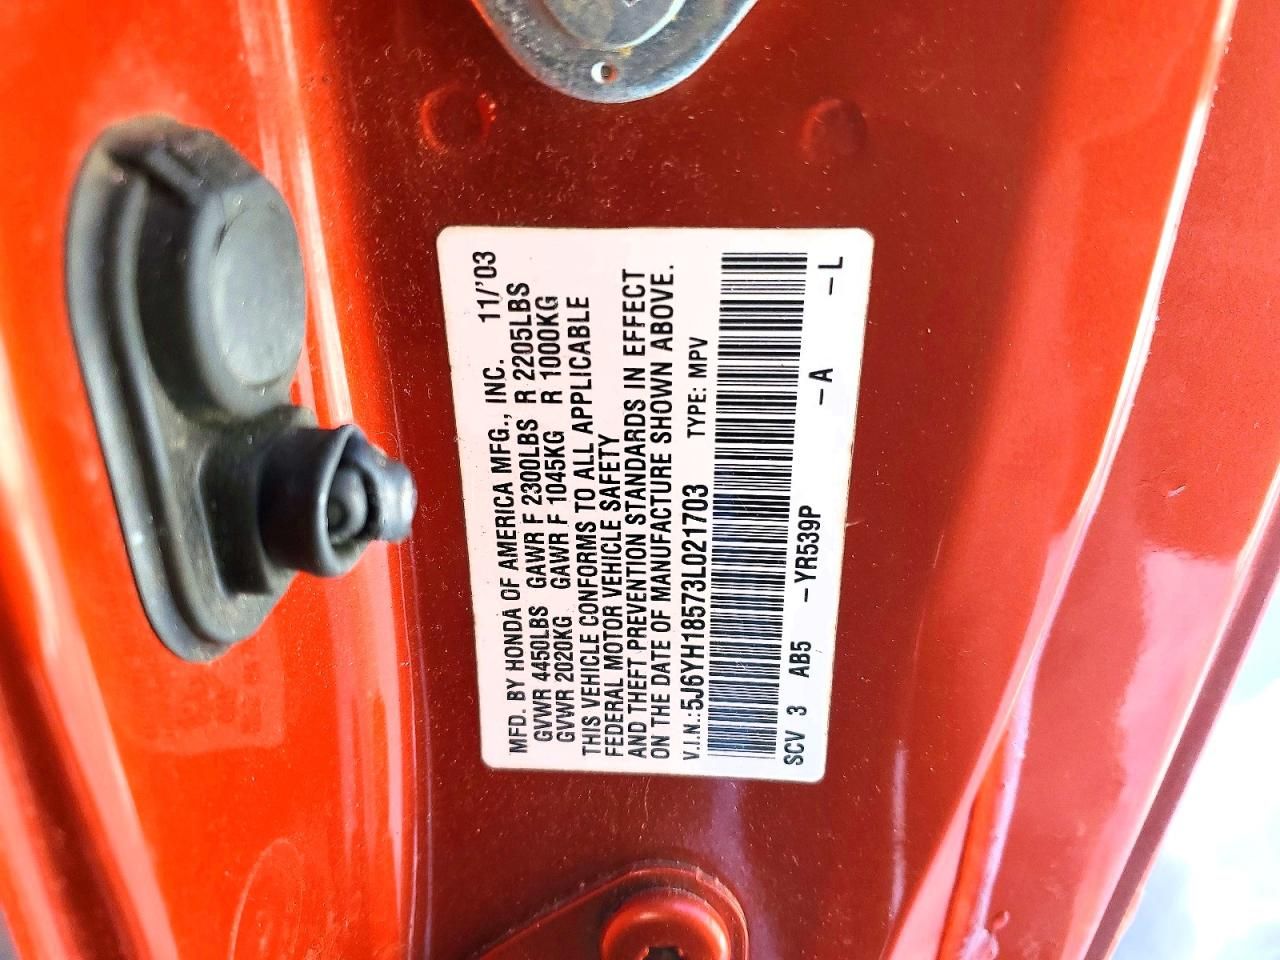 MFD. BY HONDA OF AMERICA MFG., INC. 11/'03
GVWR 4450LBS GAWR F 2300LBS R 2205LBS
GVWR 2020KG GAWR F 1045KG R 1000KG
THIS VEHICLE CONFORMS TO ALL APPLICABLE
FEDERAL MOTOR VEHICLE SAFETY
AND THEFT PREVENTION STANDARDS IN EFFECT
ON THE DATE OF MANUFACTURE SHOWN ABOVE.
V.I.N.:5J6YH18573L021703 TYPE: MPV
SCV 3 AB5 -YR539P -A -L